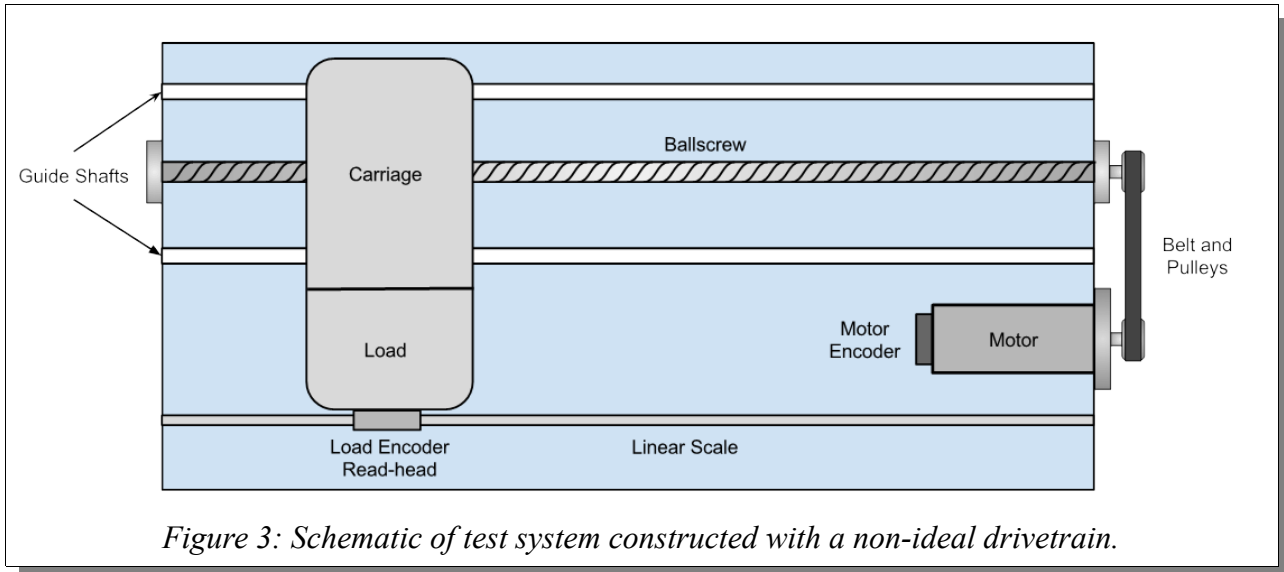 Ballscrew
Guide Shafts
Carriage
Belt and
Pulleys
Motor
Encoder
Motor
Load
Load Encoder
Read-head
Linear Scale
Figure 3: Schematic of test system constructed with a non-ideal drivetrain.